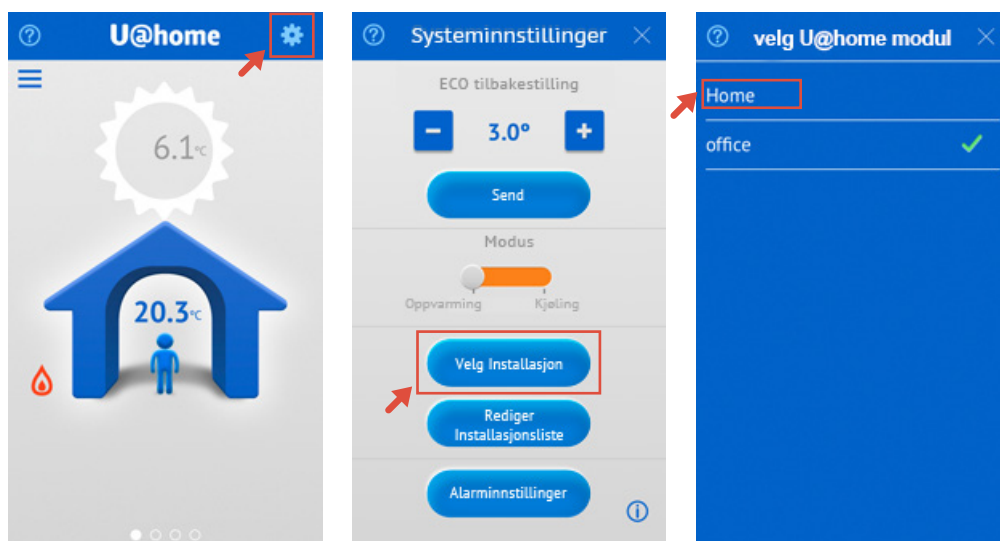 U@home
6.1°C
20.3°C
Systeminnstillinger
ECO tilbakestilling
3.0°
Send
Modus
Oppvarming Kjøling
Velg Installasjon
Rediger
Installasjonsliste
Alarminnstillinger
velg U@home modul
Home
office